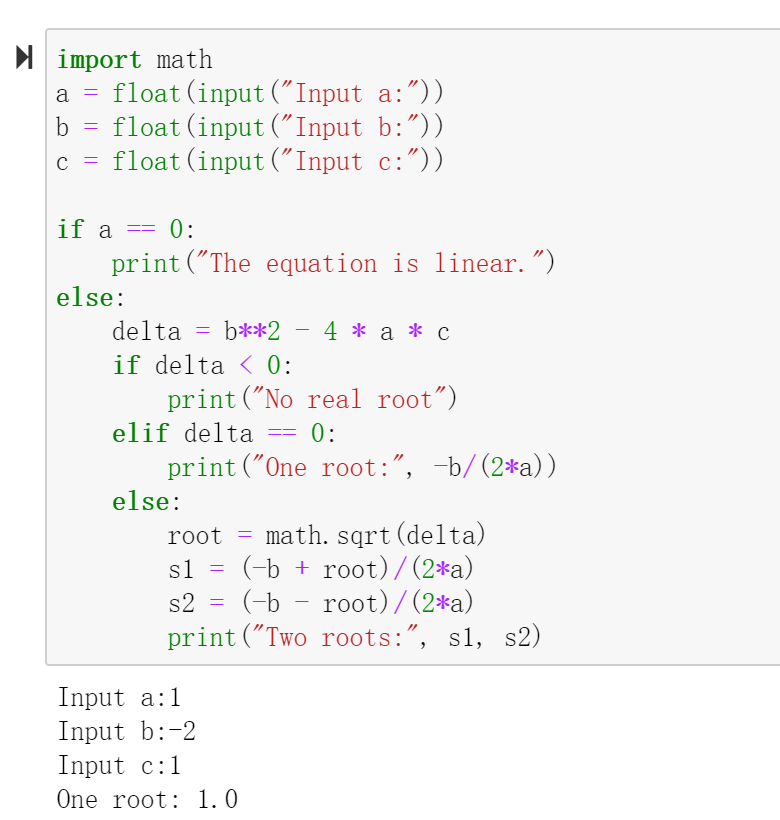 import math
a = float(input("Input a:"))
b = float(input("Input b:"))
c = float(input("Input c:"))

if a == 0:
    print("The equation is linear.")
else:
    delta = b**2 - 4 * a * c
    if delta < 0:
        print("No real root")
    elif delta == 0:
        print("One root:", -b/(2*a))
    else:
        root = math.sqrt(delta)
        s1 = (-b + root)/(2*a)
        s2 = (-b - root)/(2*a)
        print("Two roots:", s1, s2)
Input a:1
Input b:-2
Input c:1
One root: 1.0